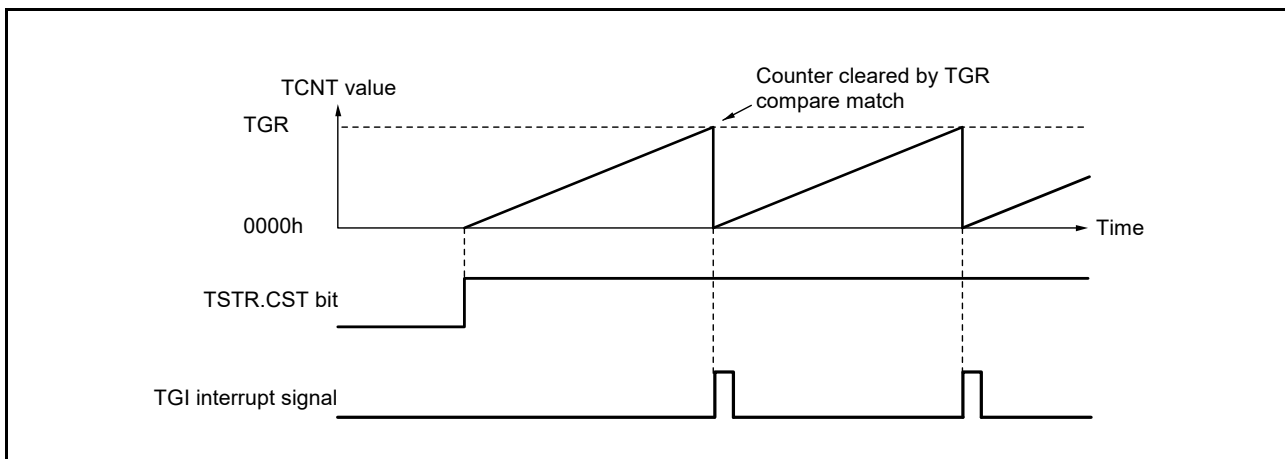 Counter cleared by TGR
compare match
TCNT value
TGR
0000h
Time
TSTR.CST bit
TGI interrupt signal